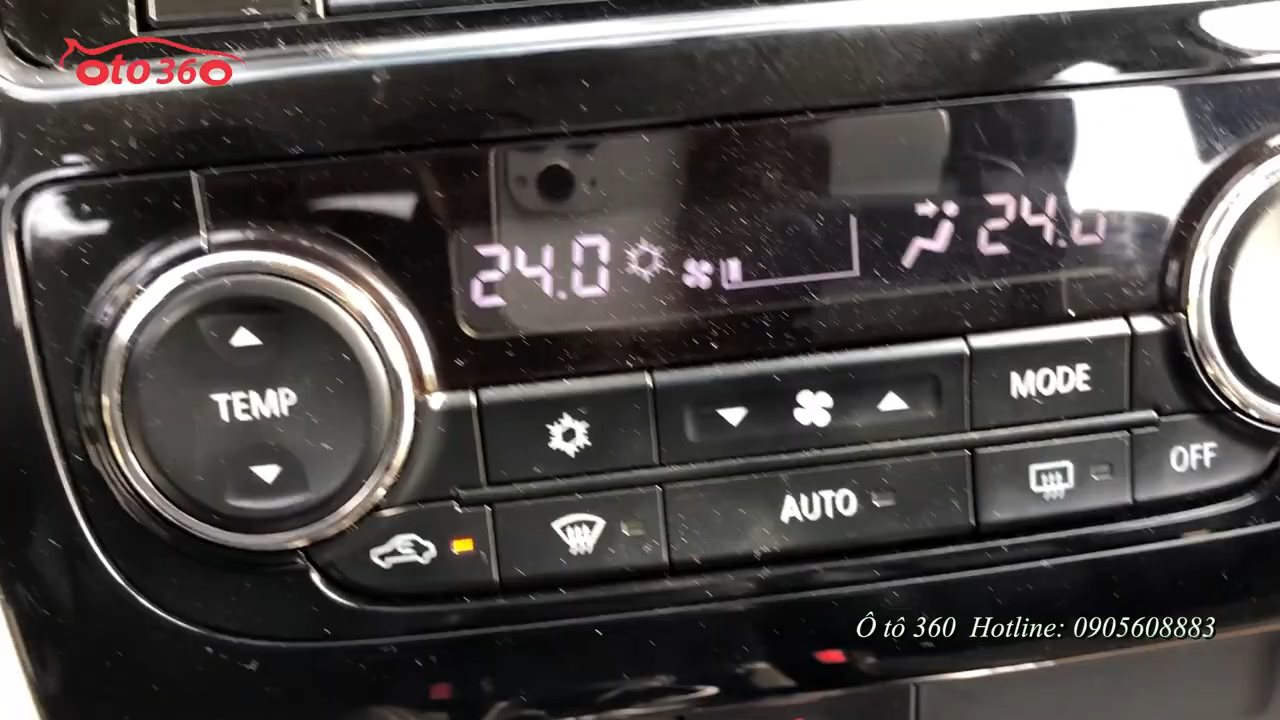 oto360
24.0
24.0
TEMP
MODE
AUTO
OFF
Ô tô 360 Hotline: 0905608883